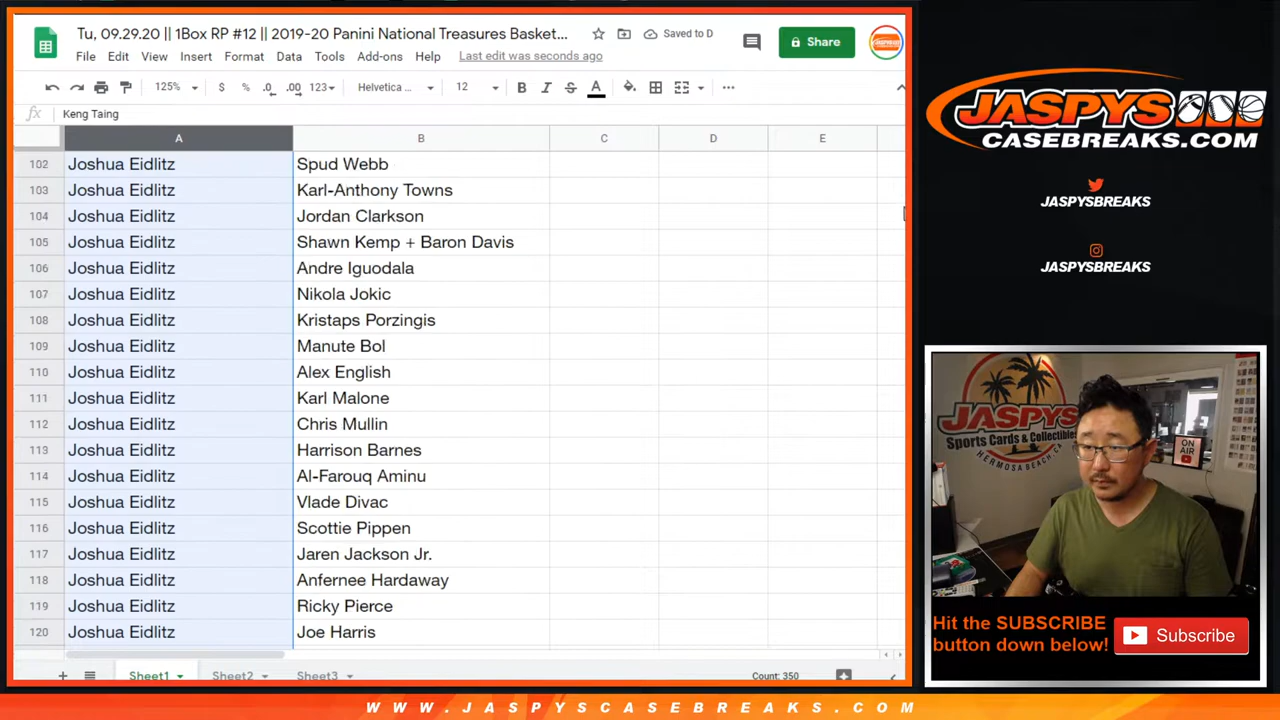 Tu, 09.29.20 || 1Box RP #12 || 2019-20 Panini National Treasures Basket...
Saved to D
Share
File Edit View Insert Format Data Tools Add-ons Help Last edit was seconds ago
125% $ % .0 .00 123 Helvetica ... 12 B I S A
fx Keng Taing
A B C D E
102 Joshua Eidlitz Spud Webb
103 Joshua Eidlitz Karl-Anthony Towns
104 Joshua Eidlitz Jordan Clarkson
105 Joshua Eidlitz Shawn Kemp + Baron Davis
106 Joshua Eidlitz Andre Iguodala
107 Joshua Eidlitz Nikola Jokic
108 Joshua Eidlitz Kristaps Porzingis
109 Joshua Eidlitz Manute Bol
110 Joshua Eidlitz Alex English
111 Joshua Eidlitz Karl Malone
112 Joshua Eidlitz Chris Mullin
113 Joshua Eidlitz Harrison Barnes
114 Joshua Eidlitz Al-Farouq Aminu
115 Joshua Eidlitz Vlade Divac
116 Joshua Eidlitz Scottie Pippen
117 Joshua Eidlitz Jaren Jackson Jr.
118 Joshua Eidlitz Anfernee Hardaway
119 Joshua Eidlitz Ricky Pierce
120 Joshua Eidlitz Joe Harris
Sheet1 Sheet2 Sheet3 Count: 350
JASPYS
CASEBREAKS.COM
JASPYSBREAKS
JASPYSBREAKS
JASPYS
Sports Cards & Collectibles
HERMOSA BEACH, CA
ON
AIR
Hit the SUBSCRIBE
button down below!
Subscribe
WWW.JASPYSCASEBREAKS.COM